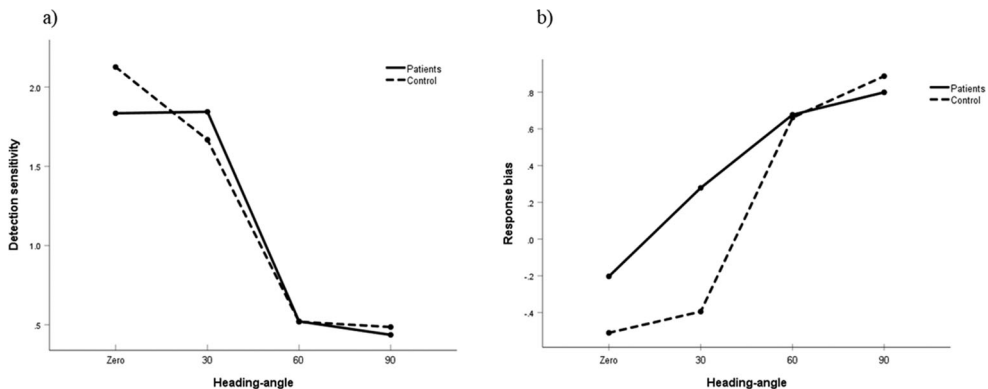 a)
Detection sensitivity
2.0
1.5
1.0
.5
Zero 30 60 90
Heading-angle
Patients
Control
b)
Response bias
.8
.6
.4
.2
.0
-.2
-.4
Zero 30 60 90
Heading-angle
Patients
Control